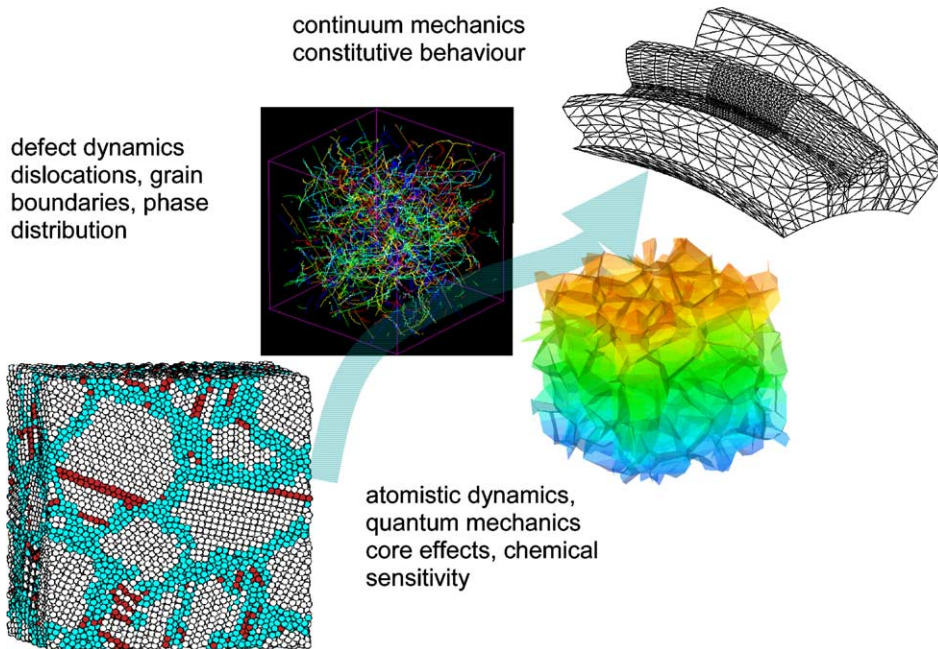 continuum mechanics
constitutive behaviour
defect dynamics
dislocations, grain
boundaries, phase
distribution
atomistic dynamics,
quantum mechanics
core effects, chemical
sensitivity